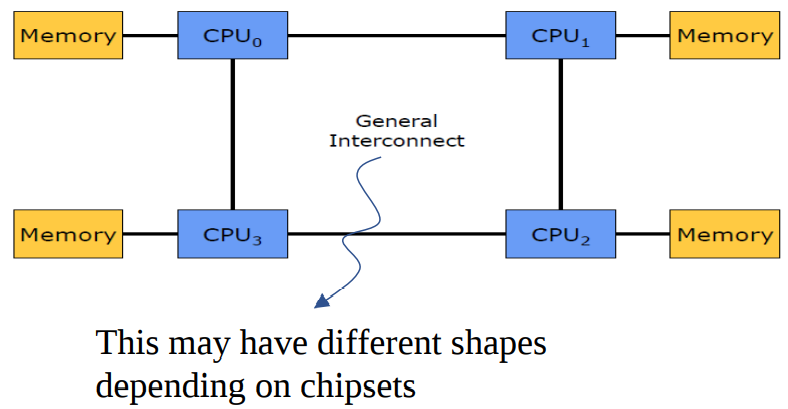 Memory CPU₀ CPU₁ Memory
General
Interconnect
Memory CPU₃ CPU₂ Memory
This may have different shapes
depending on chipsets